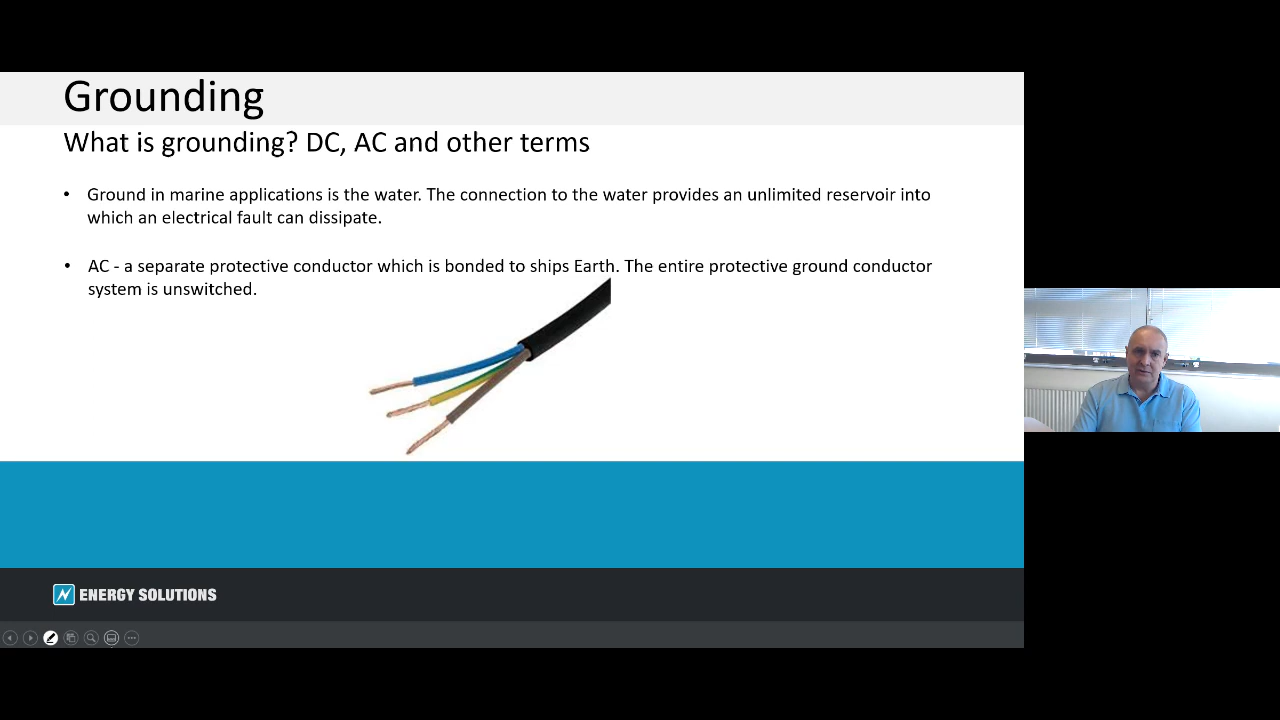 Grounding
What is grounding? DC, AC and other terms
• Ground in marine applications is the water. The connection to the water provides an unlimited reservoir into
which an electrical fault can dissipate.
• AC - a separate protective conductor which is bonded to ships Earth. The entire protective ground conductor
system is unswitched.
ENERGY SOLUTIONS